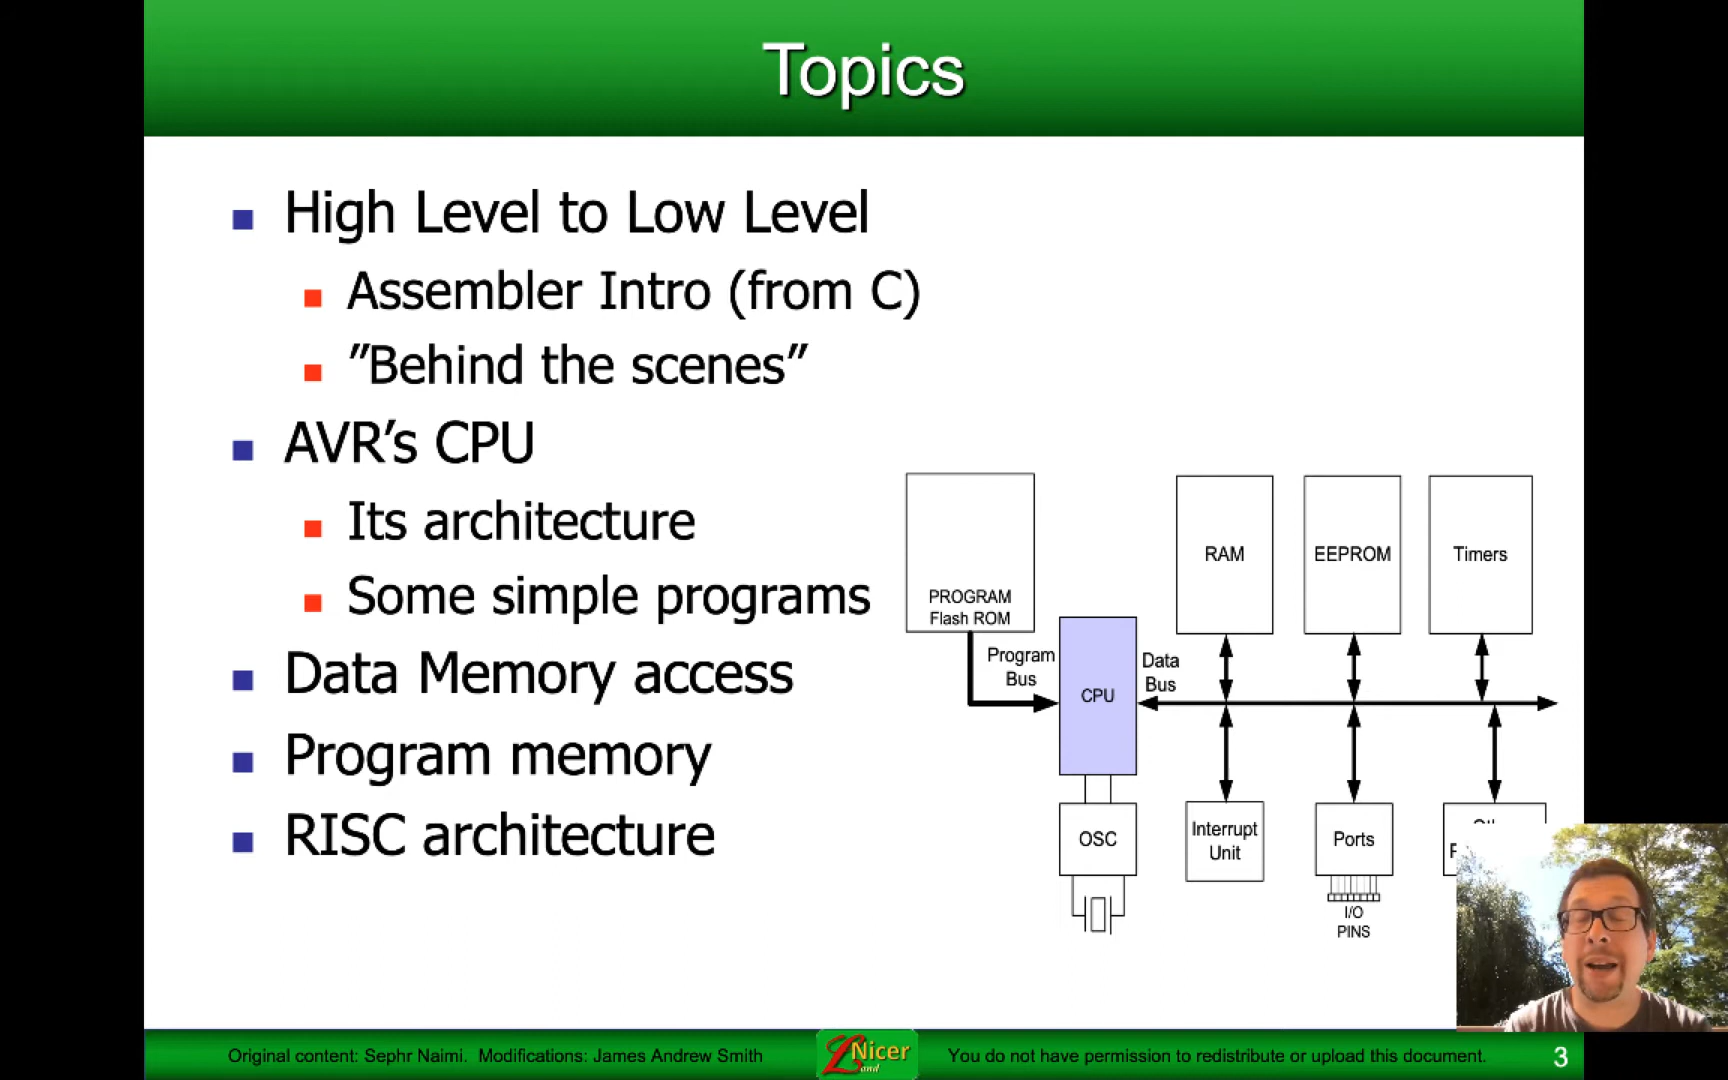 Topics
High Level to Low Level
Assembler Intro (from C)
”Behind the scenes”
AVR’s CPU
Its architecture
Some simple programs
Data Memory access
Program memory
RISC architecture
PROGRAM
Flash ROM
RAM
EEPROM
Timers
Program
Bus
CPU
Data
Bus
OSC
Interrupt
Unit
Ports
I/O
PINS
Original content: Sephr Naimi. Modifications: James Andrew Smith
Nicer
Land
You do not have permission to redistribute or upload this document.
3